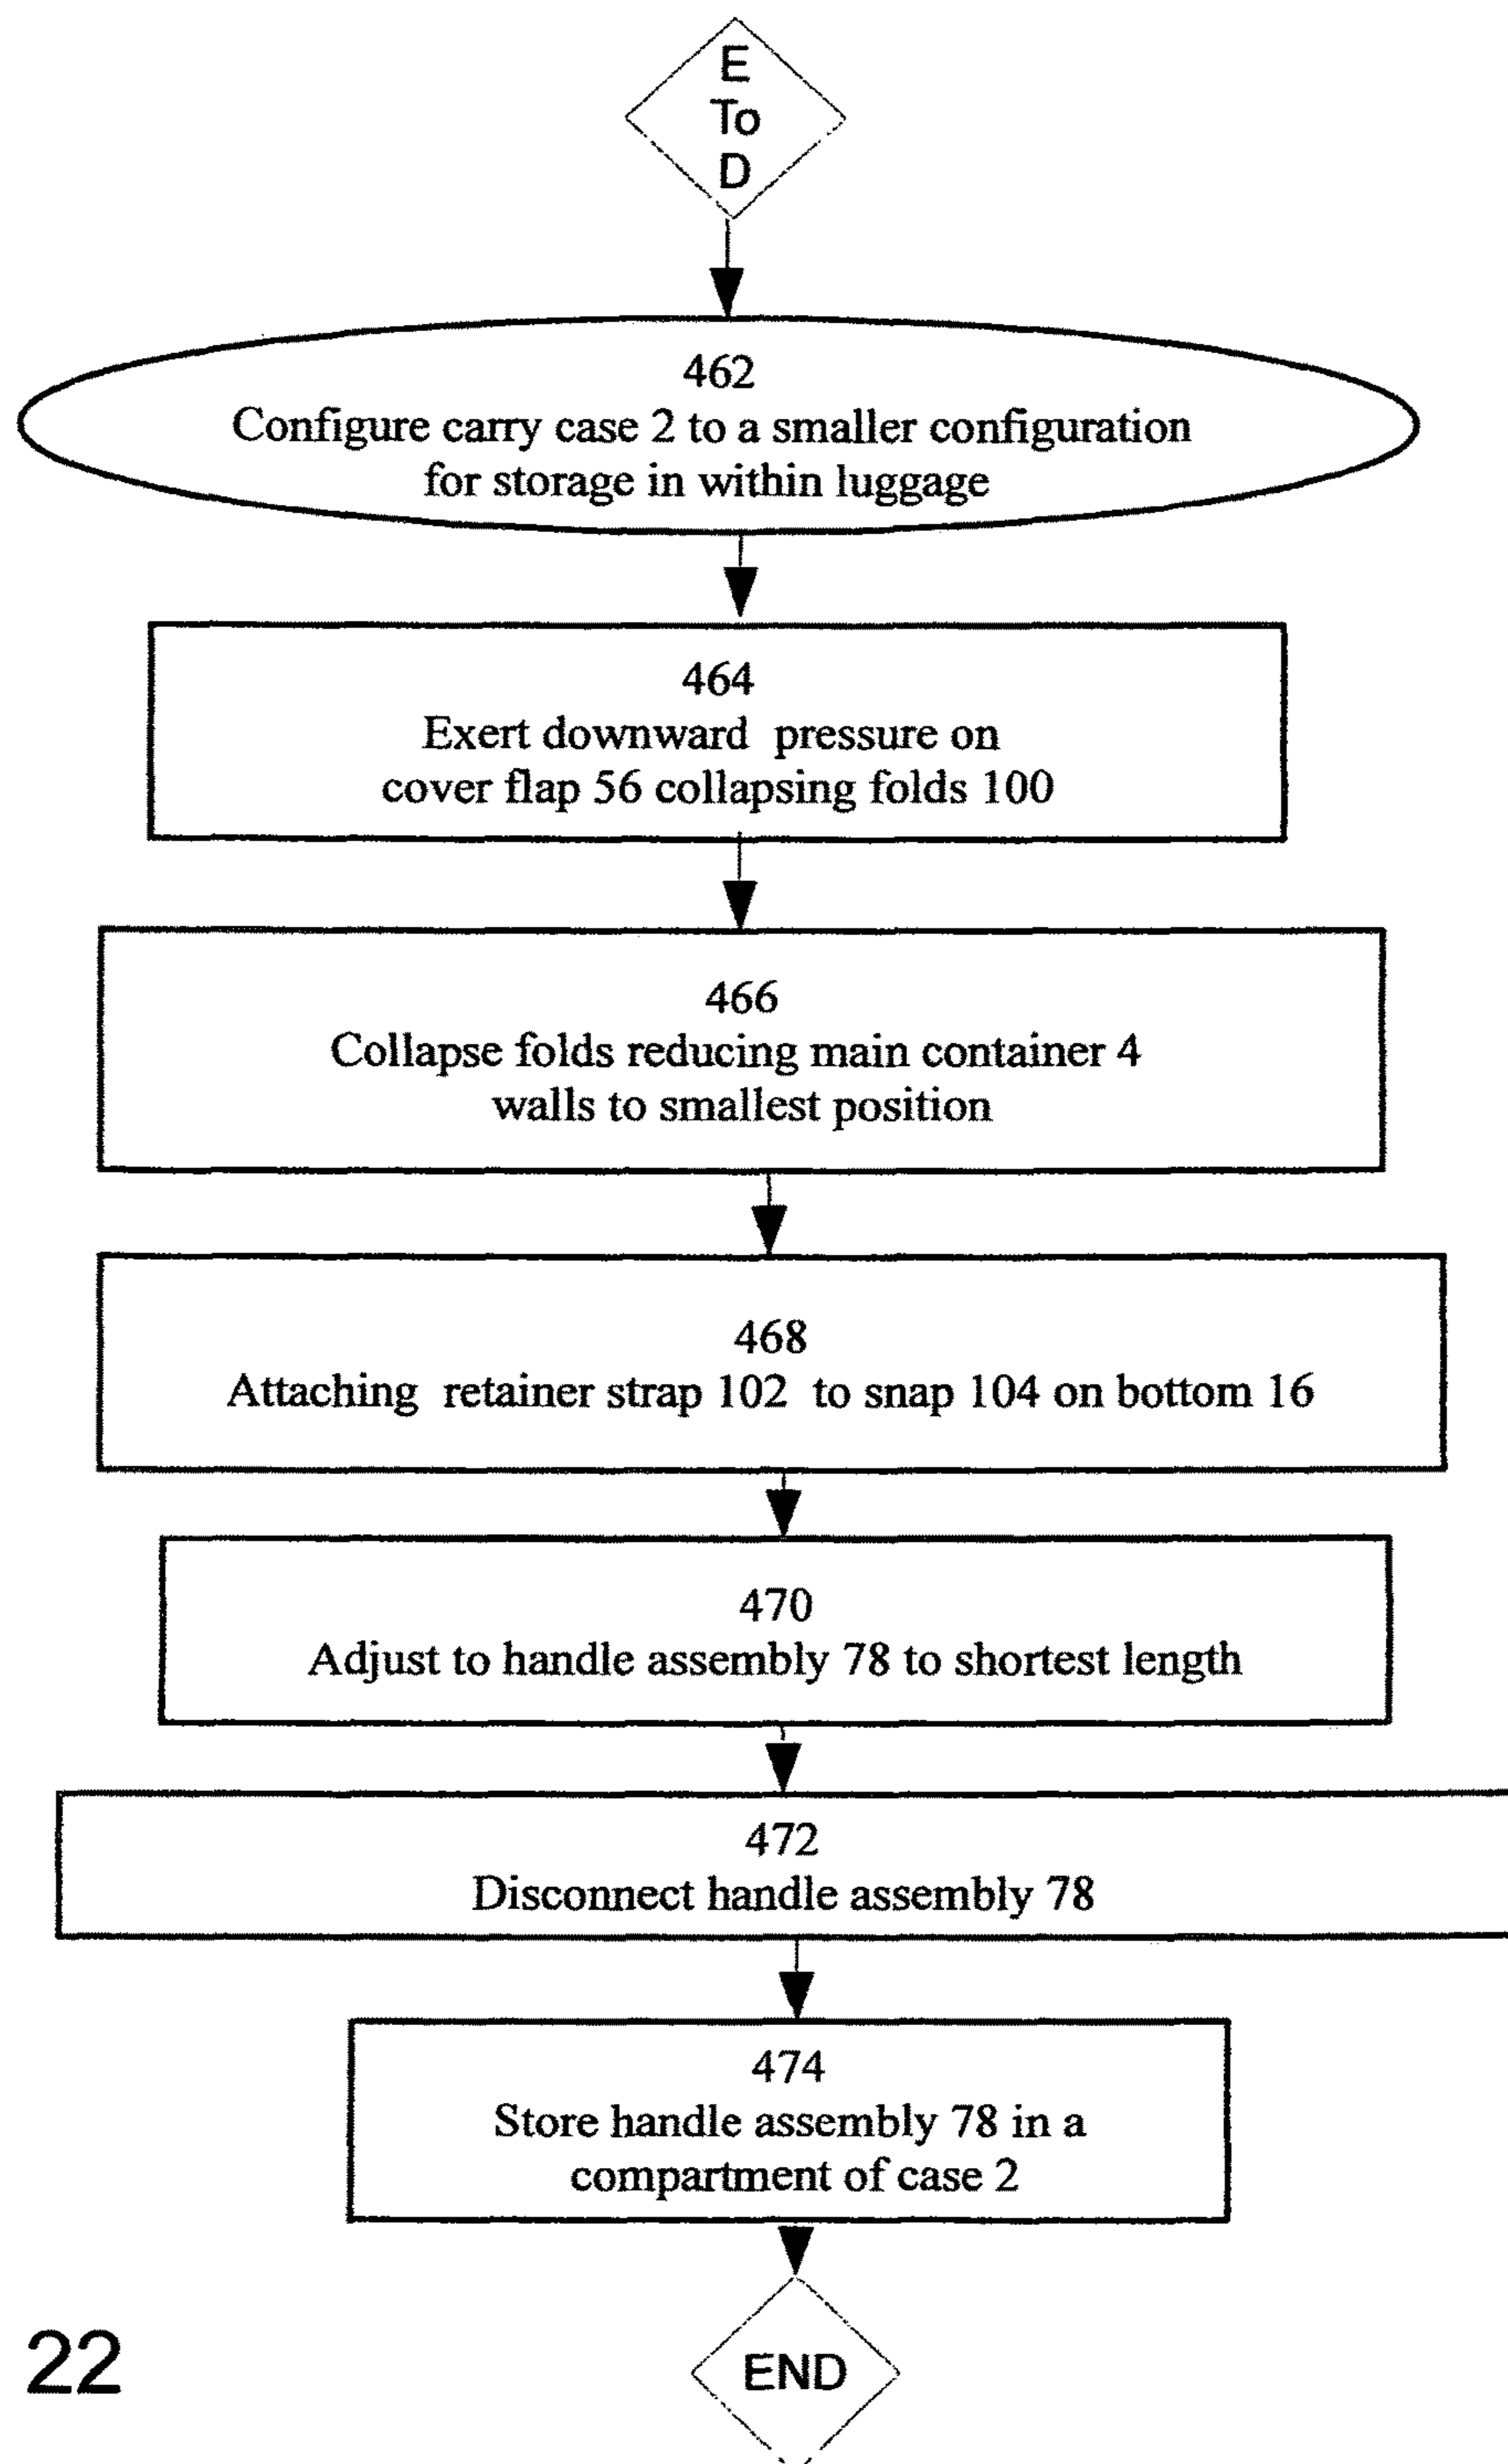 E
To
D
462
Configure carry case 2 to a smaller configuration
for storage in within luggage
464
Exert downward pressure on
cover flap 56 collapsing folds 100
466
Collapse folds reducing main container 4
walls to smallest position
468
Attaching retainer strap 102 to snap 104 on bottom 16
470
Adjust to handle assembly 78 to shortest length
472
Disconnect handle assembly 78
474
Store handle assembly 78 in a
compartment of case 2
END
22